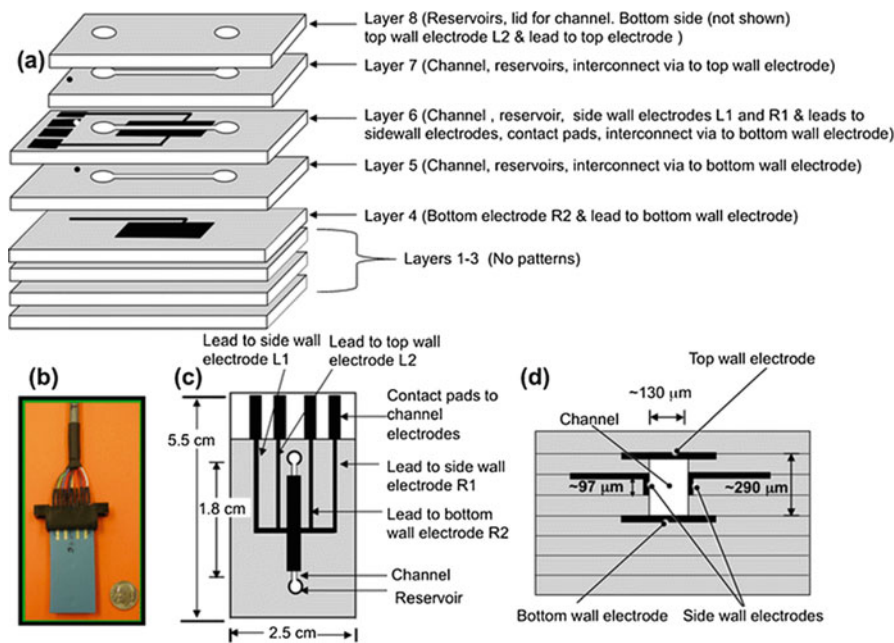 Layer 8 (Reservoirs, lid for channel. Bottom side (not shown)
top wall electrode L2 & lead to top electrode )
(a)
Layer 7 (Channel, reservoirs, interconnect via to top wall electrode)
Layer 6 (Channel , reservoir, side wall electrodes L1 and R1 & leads to
sidewall electrodes, contact pads, interconnect via to bottom wall electrode)
Layer 5 (Channel, reservoirs, interconnect via to bottom wall electrode)
Layer 4 (Bottom electrode R2 & lead to bottom wall electrode)
Layers 1-3 (No patterns)
(b)
(c)
Lead to side wall
electrode L1
Lead to top wall
electrode L2
Contact pads to
channel
electrodes
Lead to side wall
electrode R1
Lead to bottom
wall electrode R2
Channel
Reservoir
5.5 cm
1.8 cm
2.5 cm
(d)
Top wall electrode
~130 μm
Channel
~97 μm
~290 μm
Bottom wall electrode
Side wall electrodes